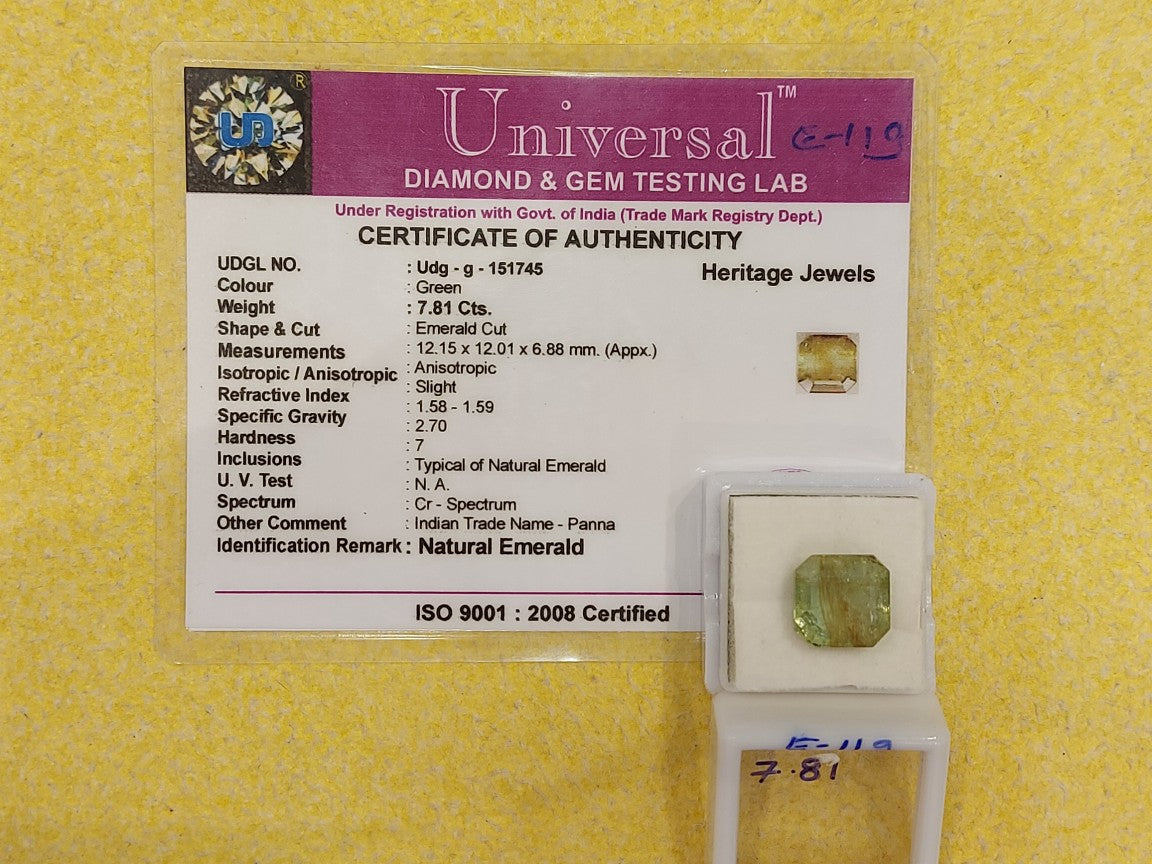 UD ®
Universal™ E-119
DIAMOND & GEM TESTING LAB
Under Registration with Govt. of India (Trade Mark Registry Dept.)
CERTIFICATE OF AUTHENTICITY
Heritage Jewels
UDGL NO. : Udg - g - 151745
Colour : Green
Weight : 7.81 Cts.
Shape & Cut : Emerald Cut
Measurements : 12.15 x 12.01 x 6.88 mm. (Appx.)
Isotropic / Anisotropic : Anisotropic
Refractive Index : Slight
Specific Gravity : 1.58 - 1.59
Hardness : 2.70
Inclusions : 7
U. V. Test : Typical of Natural Emerald
Spectrum : N. A.
Other Comment : Cr - Spectrum
: Indian Trade Name - Panna
Identification Remark : Natural Emerald
ISO 9001 : 2008 Certified
E-119
7.81